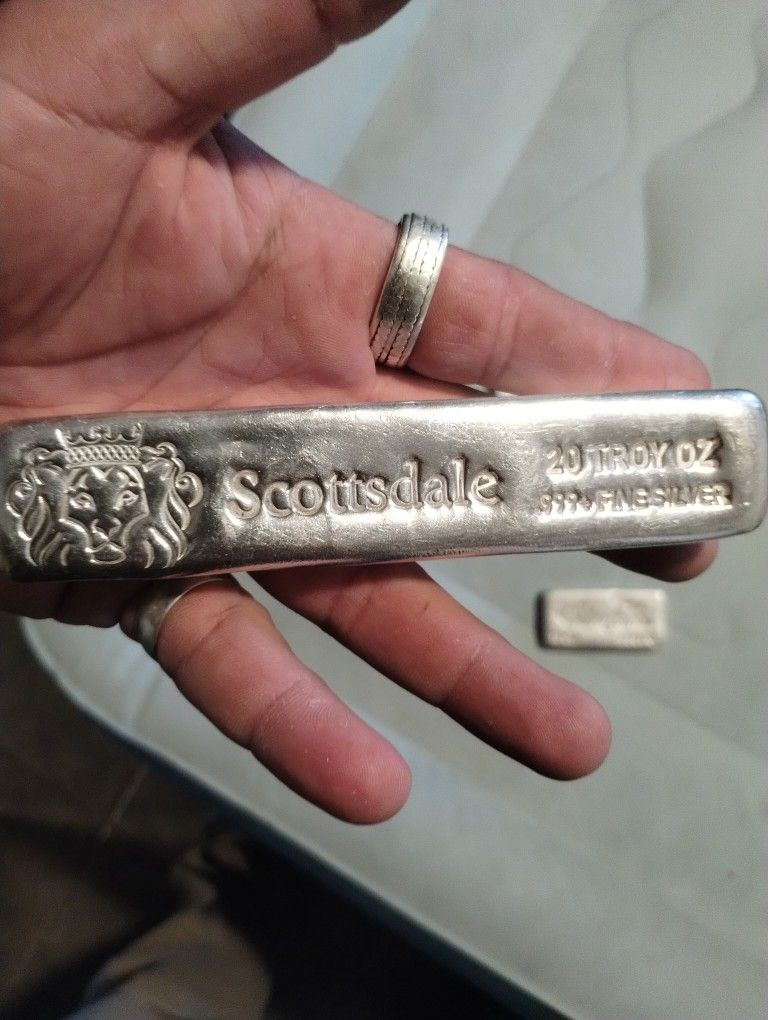 Scottsdale
20 TROY OZ
.999+ FINE SILVER